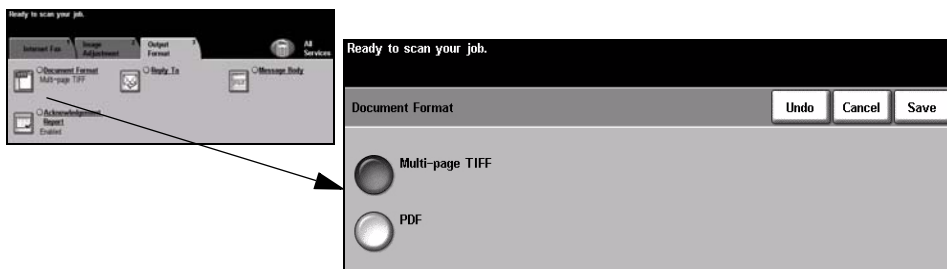 Ready to scan your job.
Internet Fax
Image Adjustment
Output Format
All Services
Document Format
Multi-page TIFF
Reply To
Message Body
Acknowledgement Report
Enabled
Ready to scan your job.
Document Format
Undo
Cancel
Save
Multi-page TIFF
PDF